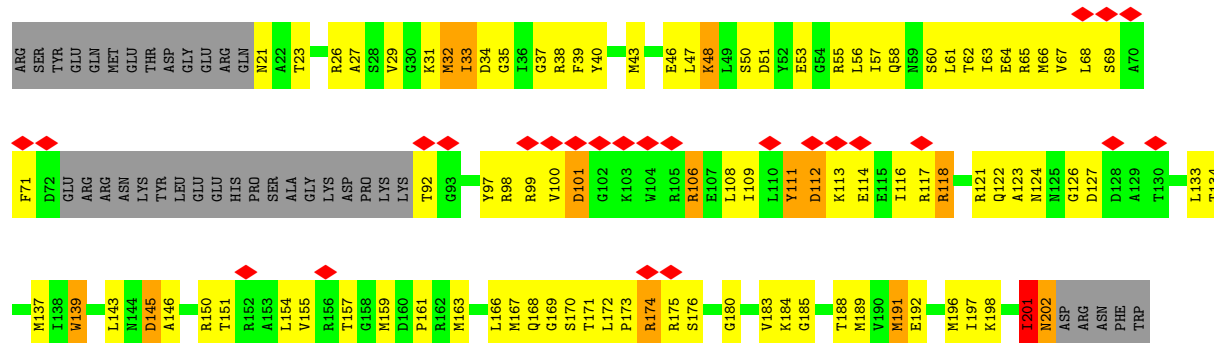 ARG SER TYR GLU GLN MET GLU THR ASP GLY GLU ARG GLN N21 A22 T23 R26 A27 S28 V29 G30 K31 M32 I33 D34 G35 I36 G37 R38 F39 Y40 M43 E46 L47 K48 L49 S50 D51 Y52 E53 G54 R55 L56 I57 Q58 N59 S60 L61 T62 I63 E64 R65 M66 V67 L68 S69 A70
F71 D72 GLU ARG ARG ASN LYS TYR LEU GLU GLU HIS PRO SER ALA GLY LYS ASP PRO LYS LYS T92 G93 Y97 R98 R99 V100 D101 G102 K103 W104 R105 R106 E107 L108 I109 L110 Y111 D112 K113 E114 E115 I116 R117 R118 R121 Q122 A123 N124 N125 G126 D127 D128 A129 T130 L133 T134
M137 I138 W139 L143 N144 D145 A146 R150 T151 R152 A153 L154 V155 R156 T157 G158 M159 D160 P161 R162 M163 L166 M167 Q168 G169 S170 T171 L172 P173 R174 R175 S176 G180 V183 K184 G185 T188 M189 V190 M191 E192 M196 I197 K198 I201 N202 ASP ARG ASN PHE TRP